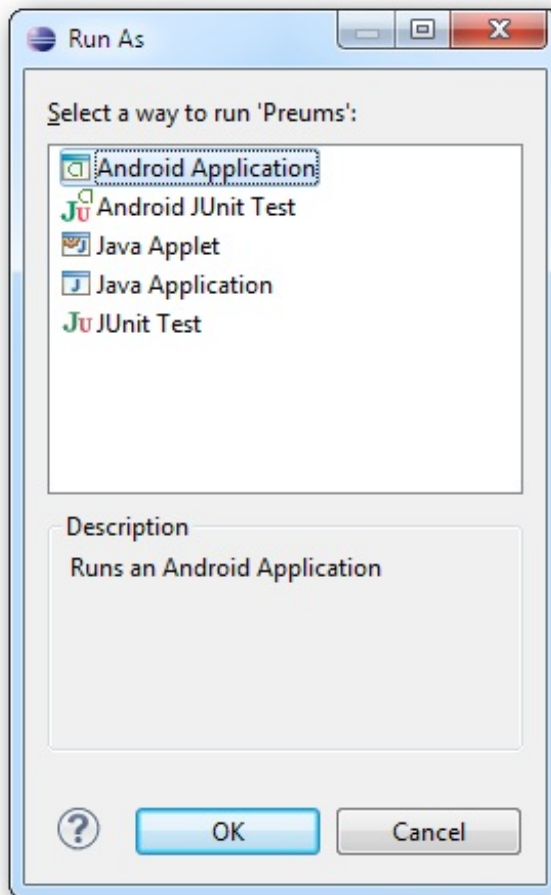 Run As
Select a way to run 'Preums':
Android Application
Android JUnit Test
Java Applet
Java Application
JUnit Test
Description
Runs an Android Application
OK
Cancel